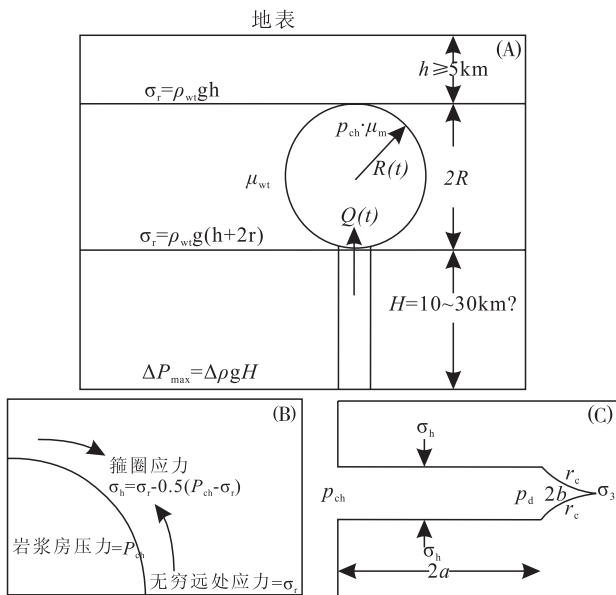 地表
(A)
h≥5km
σr=ρwtgh
pch·μm
R(t)
μwt
2R
Q(t)
σr=ρwtg(h+2r)
H=10~30km?
ΔPmax=ΔρgH
(B)
箍圈应力
σh=σr-0.5(Pch-σr)
岩浆房压力=Pch
无穷远处应力=σr
(C)
σh
rc
pch
pd
2b
σ3
rc
σh
2a